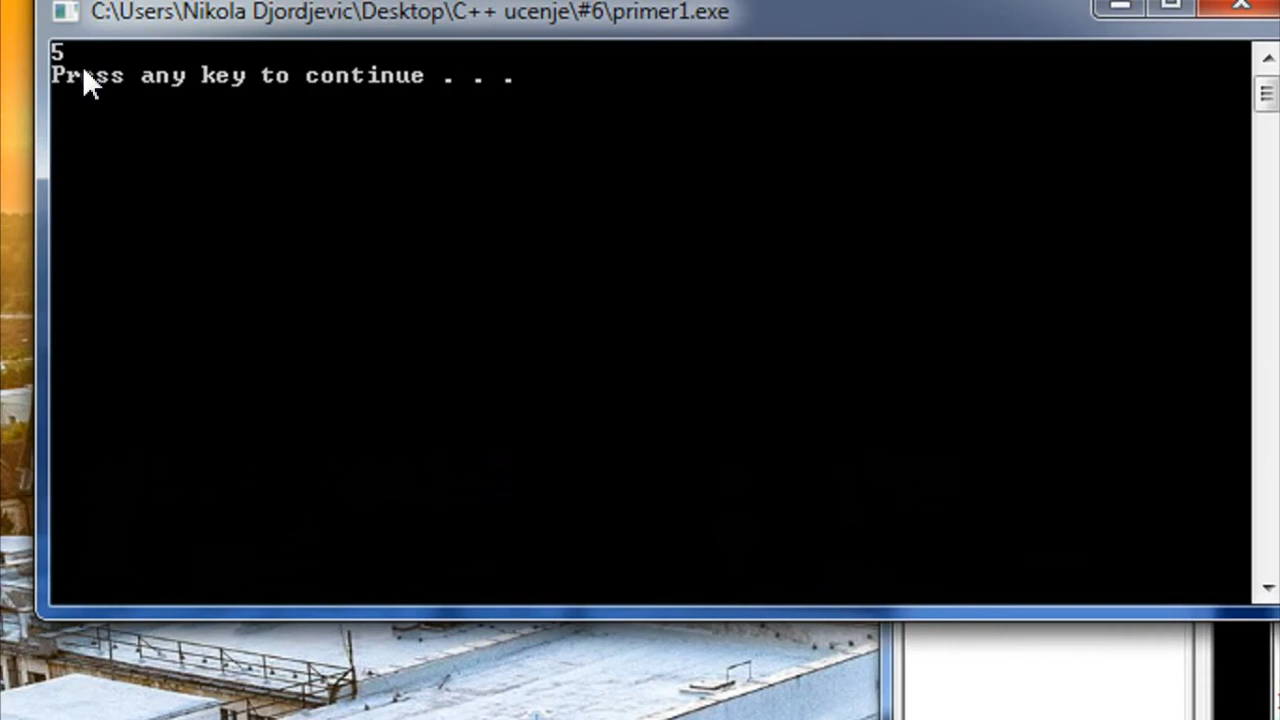 C:\Users\Nikola Djordjevic\Desktop\C++ ucenje\#6\primer1.exe
5
Press any key to continue . . .